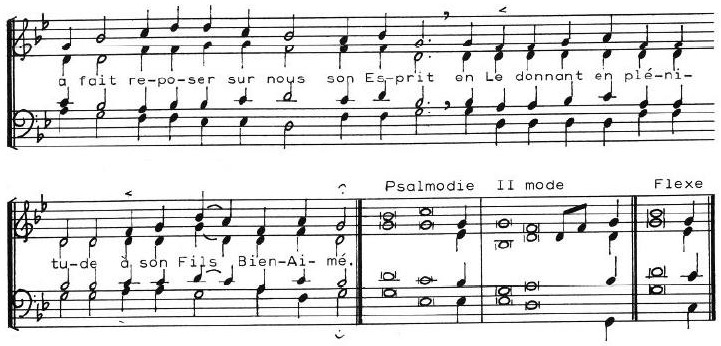 a fait re-po-ser sur nous son Es-prit en Le donnant en plé-ni-
Psalmodie II mode Flexe
tu-de à son Fils Bien-Ai-mé.